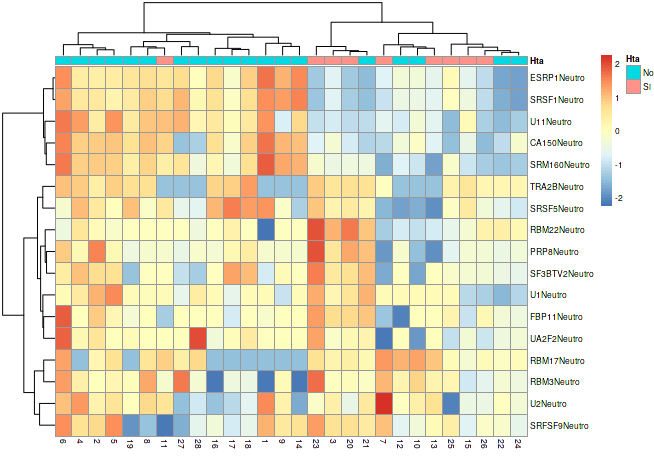 Hta
ESRP1Neutro
SRSF1Neutro
U11Neutro
CA150Neutro
SRM160Neutro
TRA2BNeutro
SRSF5Neutro
RBM22Neutro
PRP8Neutro
SF3BTV2Neutro
U1Neutro
FBP11Neutro
UA2F2Neutro
RBM17Neutro
RBM3Neutro
U2Neutro
SRFSF9Neutro
6 4 2 5 19 8 11 27 28 16 17 18 1 9 14 23 3 20 21 7 12 10 13 25 15 26 22 24
2
1
0
-1
-2
Hta
No
SI